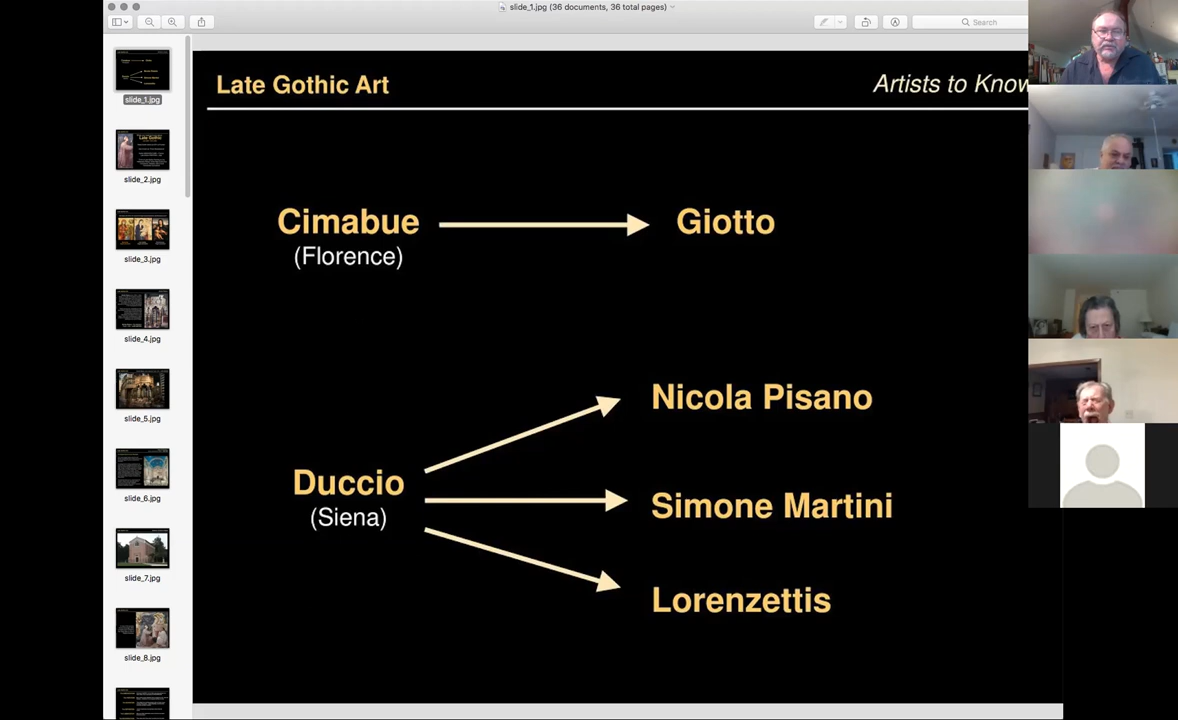 slide_1.jpg (36 documents, 36 total pages)
Search
slide_1.jpg
slide_2.jpg
slide_3.jpg
slide_4.jpg
slide_5.jpg
slide_6.jpg
slide_7.jpg
slide_8.jpg
Late Gothic Art
Artists to Know
Cimabue
(Florence)
Giotto
Duccio
(Siena)
Nicola Pisano
Simone Martini
Lorenzettis